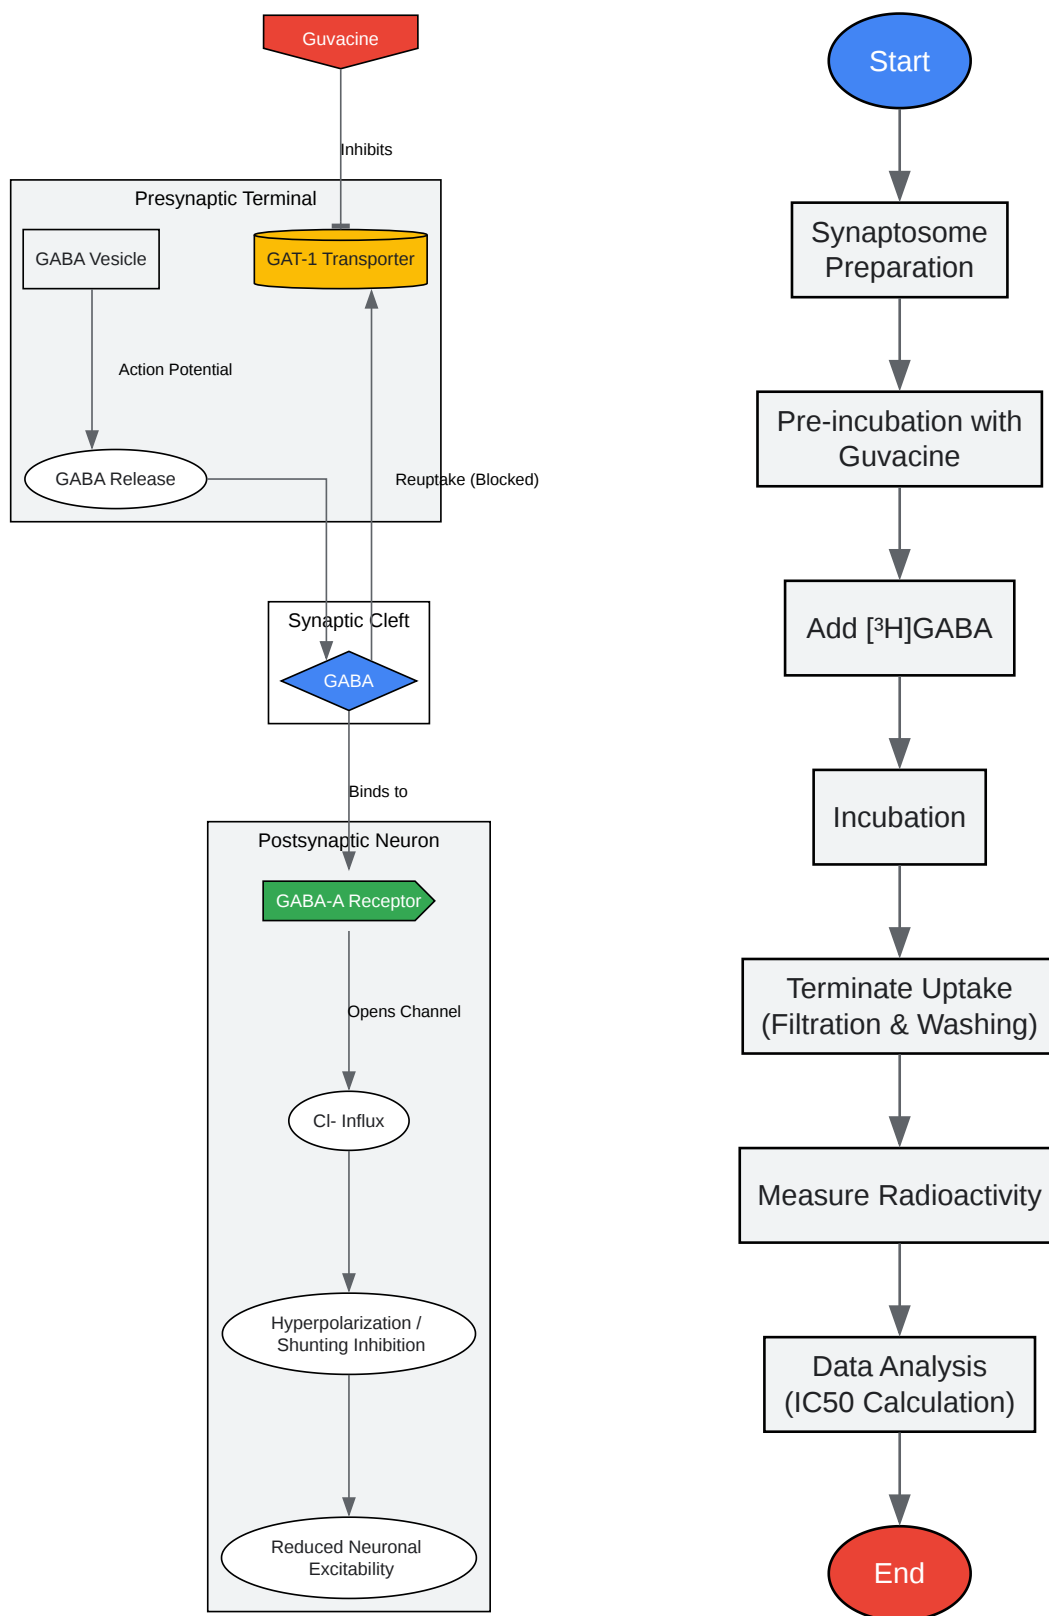 Guvacine
Inhibits
Presynaptic Terminal
GABA Vesicle
GAT-1 Transporter
Action Potential
GABA Release
Reuptake (Blocked)
Synaptic Cleft
GABA
Binds to
Postsynaptic Neuron
GABA-A Receptor
Opens Channel
Cl- Influx
Hyperpolarization /
Shunting Inhibition
Reduced Neuronal
Excitability
Start
Synaptosome
Preparation
Pre-incubation with
Guvacine
Add [³H]GABA
Incubation
Terminate Uptake
(Filtration & Washing)
Measure Radioactivity
Data Analysis
(IC50 Calculation)
End